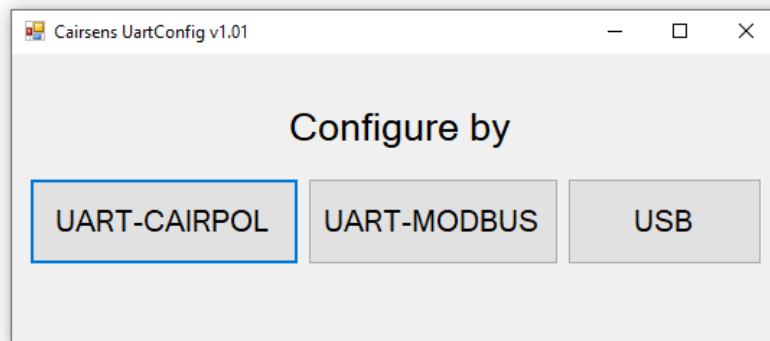 Cairsens UartConfig v1.01
Configure by
UART-CAIRPOL UART-MODBUS USB